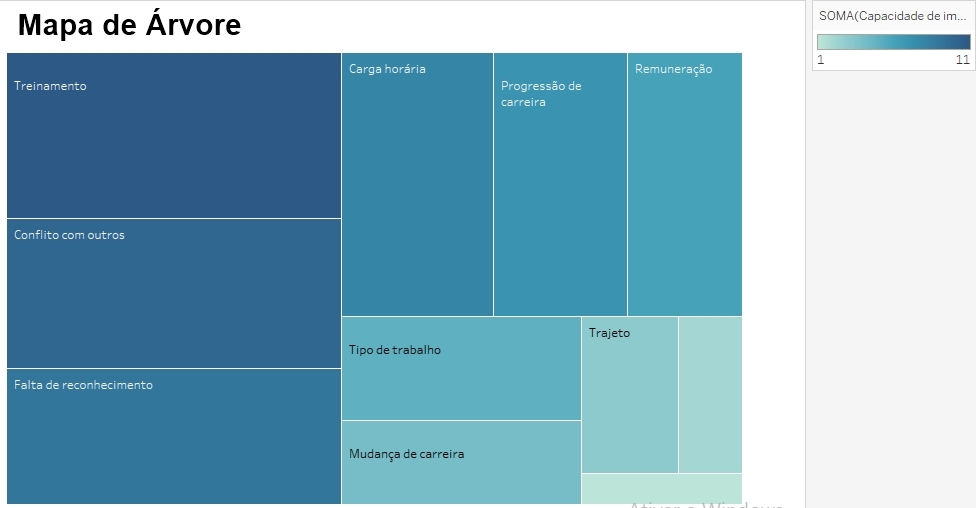 Mapa de Árvore
SOMA(Capacidade de im...
1 11
Treinamento
Carga horária
Progressão de
carreira
Remuneração
Conflito com outros
Falta de reconhecimento
Tipo de trabalho
Trajeto
Mudança de carreira